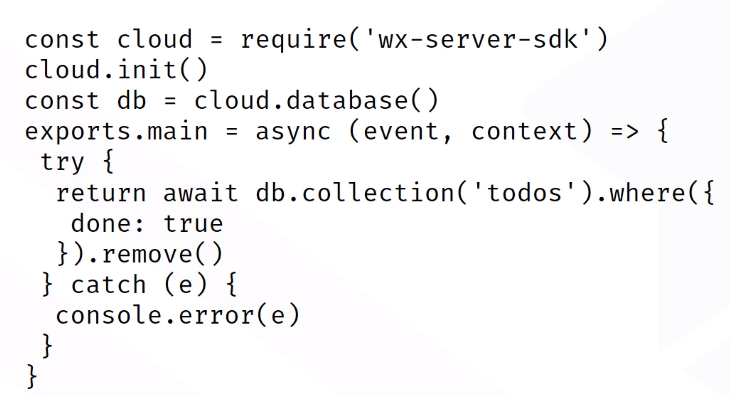 const cloud = require('wx-server-sdk')
cloud.init()
const db = cloud.database()
exports.main = async (event, context) => {
 try {
  return await db.collection('todos').where({
   done: true
  }).remove()
 } catch (e) {
  console.error(e)
 }
}